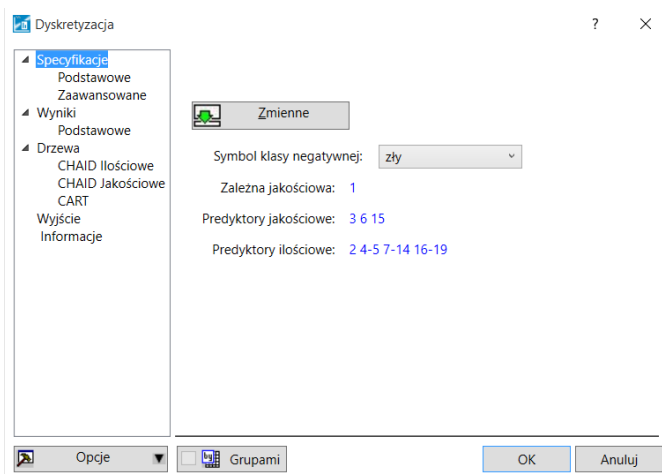 Dyskretyzacja ? ×
Specyfikacje
Podstawowe
Zaawansowane
Wyniki
Podstawowe
Drzewa
CHAID Ilościowe
CHAID Jakościowe
CART
Wyjście
Informacje
Zmienne
Symbol klasy negatywnej: zły
Zależna jakościowa: 1
Predyktory jakościowe: 3 6 15
Predyktory ilościowe: 2 4-5 7-14 16-19
Opcje
by Grupami
OK
Anuluj